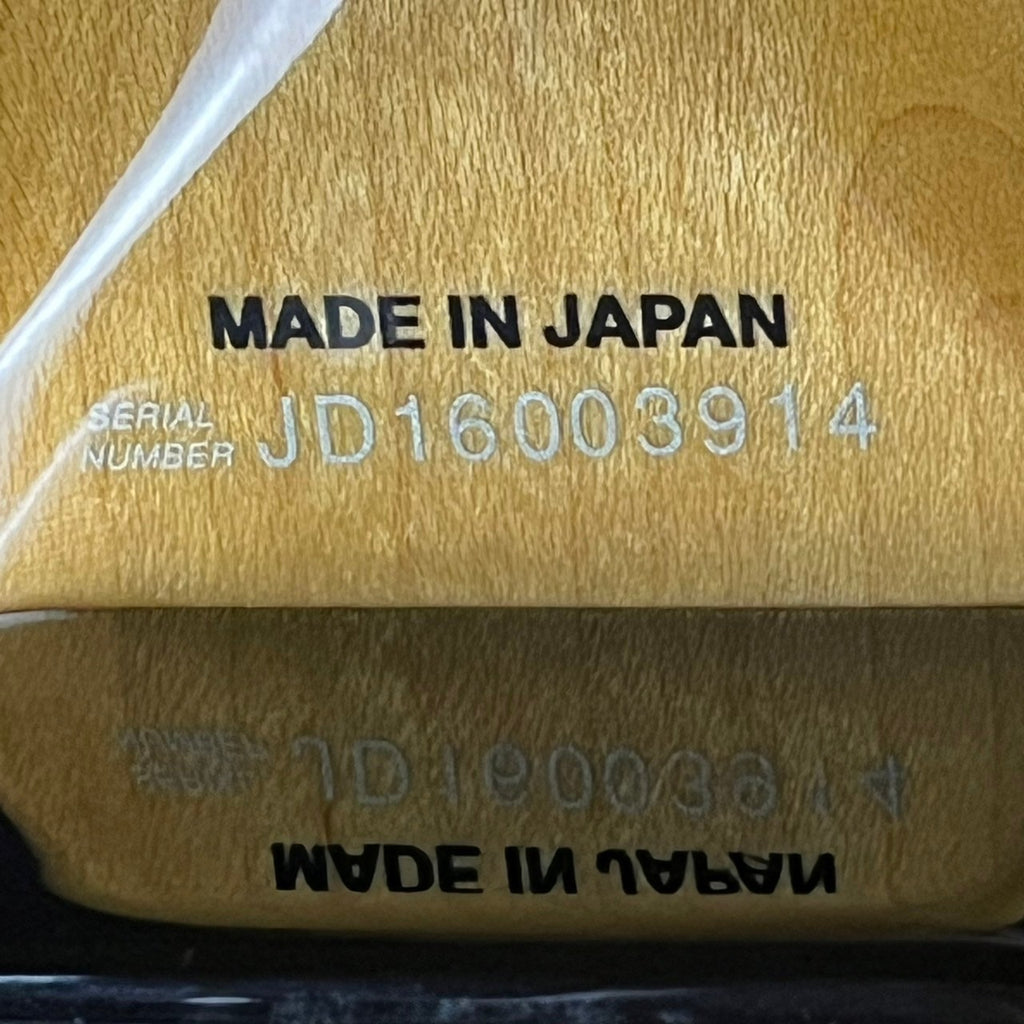 MADE IN JAPAN
SERIAL
NUMBER
JD16003914